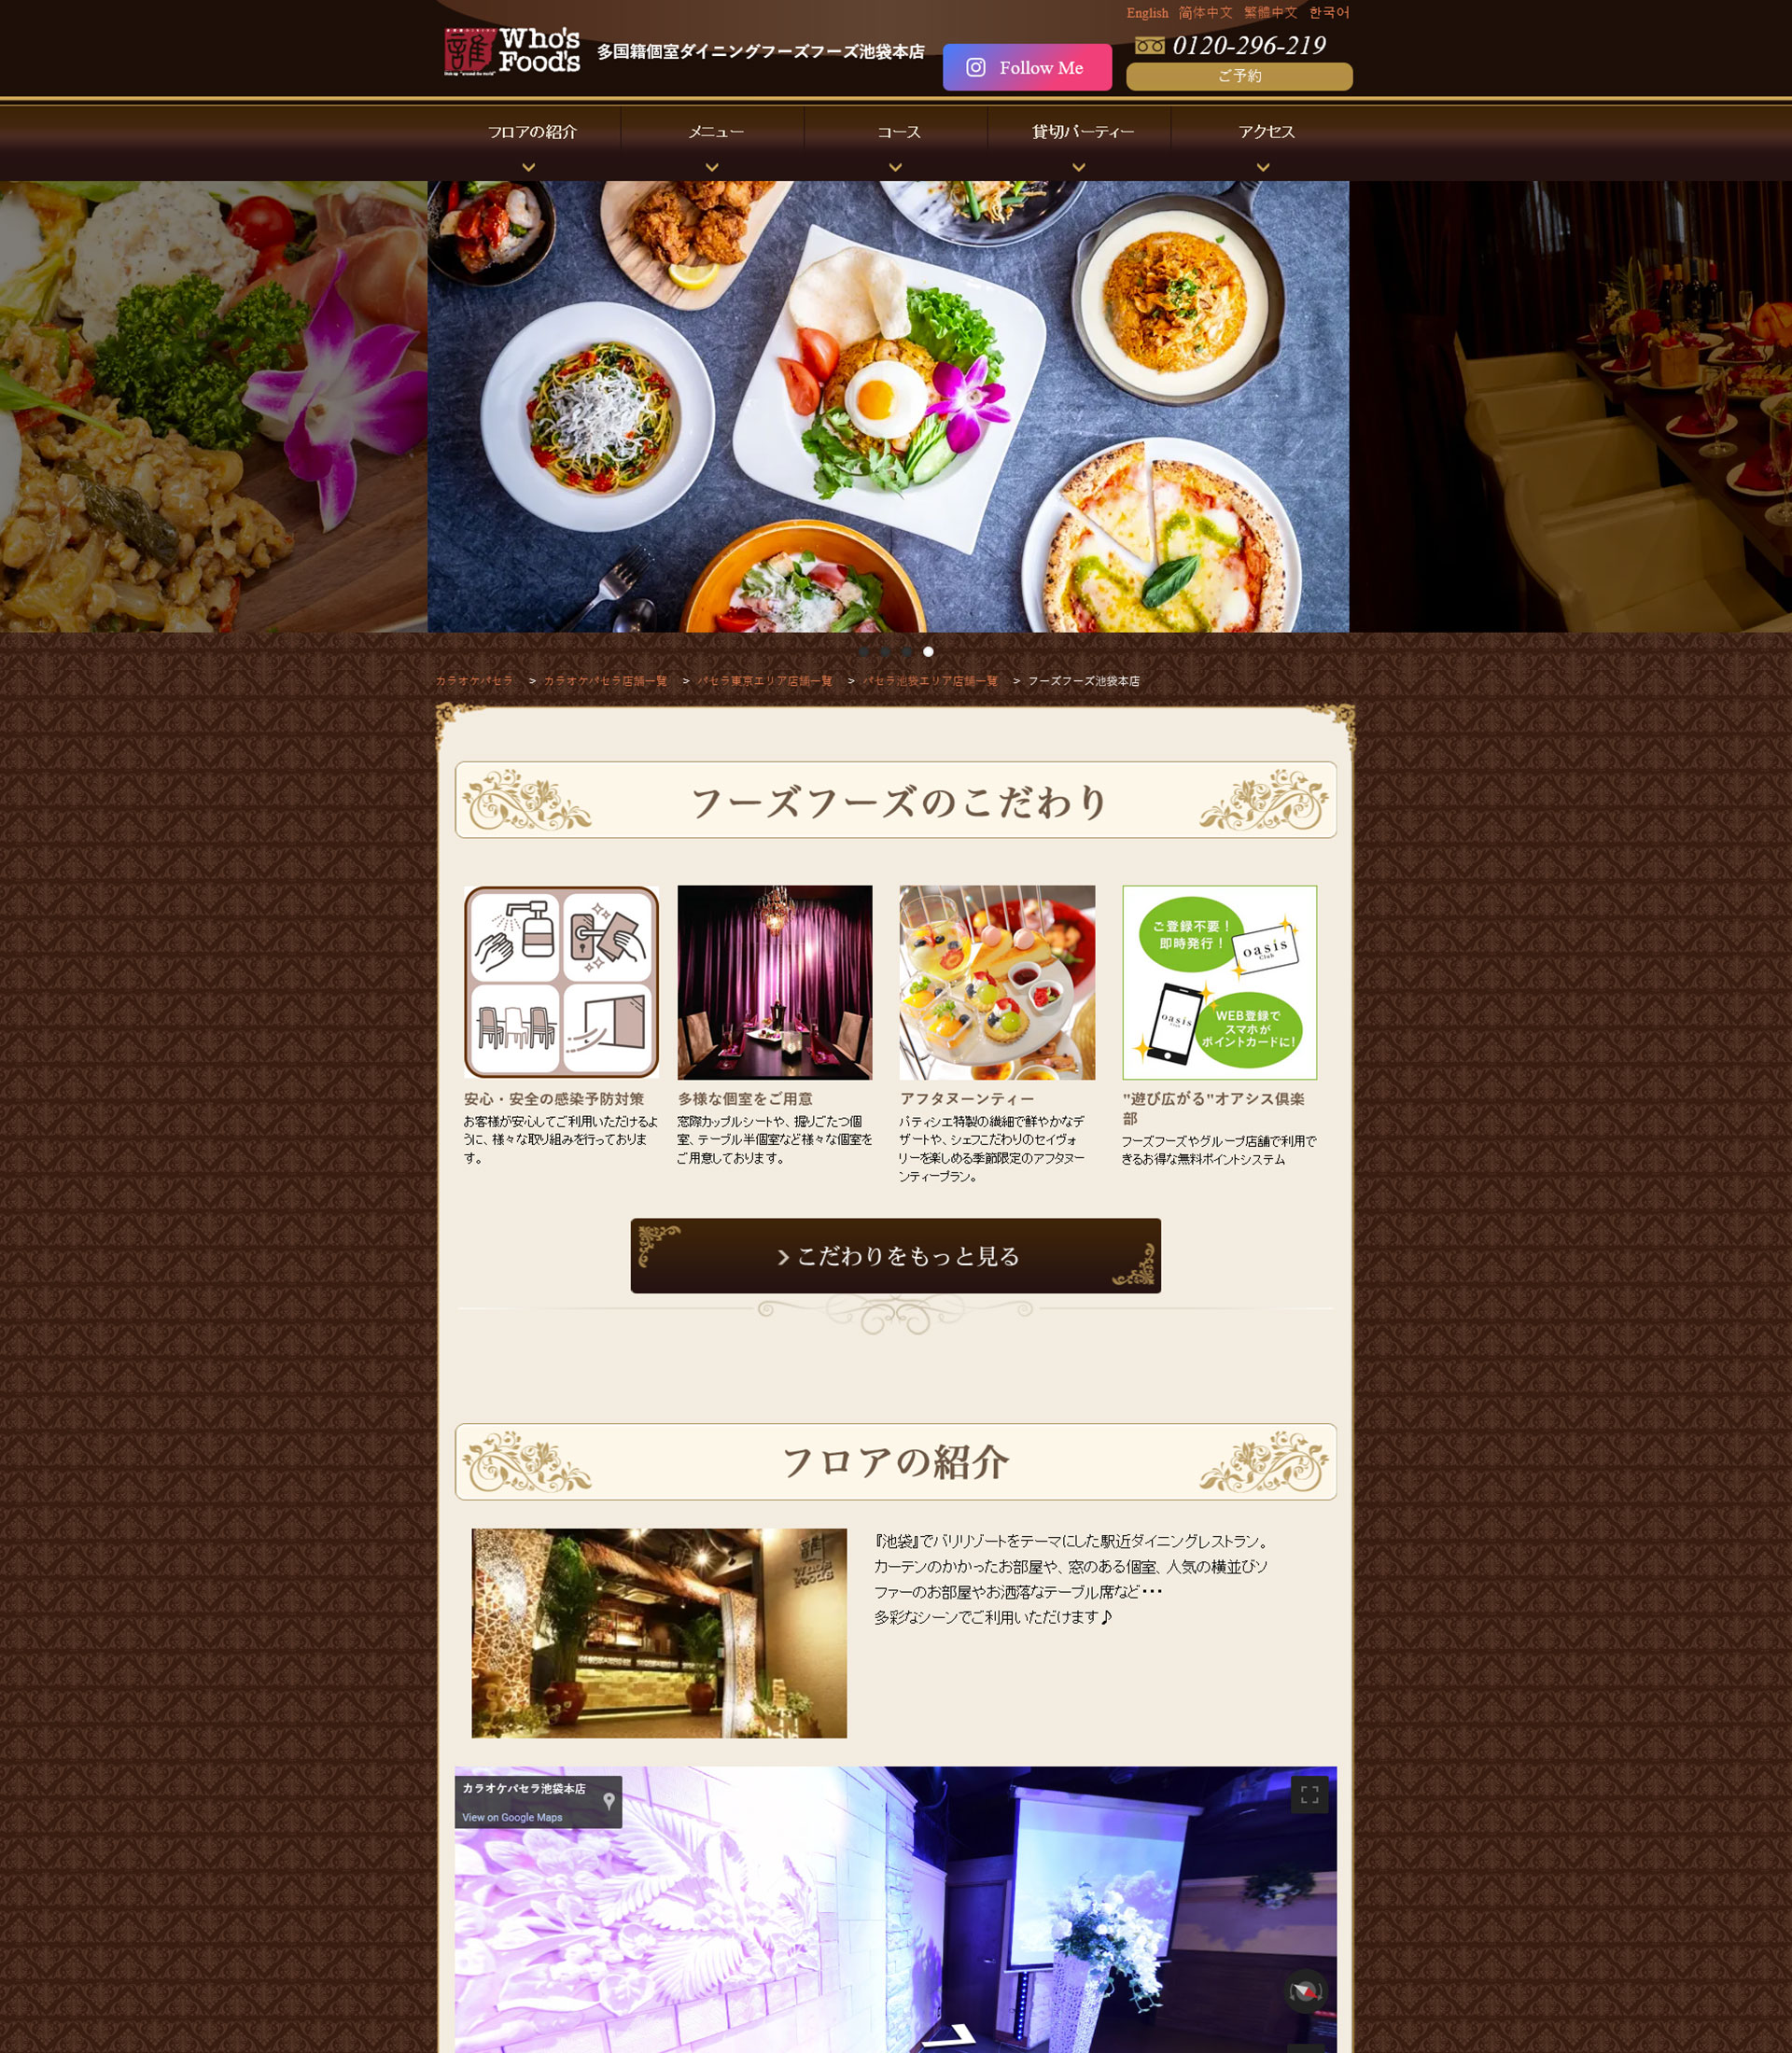 English 简体中文 繁體中文 한국어
誰 Who's Food's
多国籍個室ダイニングフーズフーズ池袋本店
Follow Me
0120-296-219
ご予約
フロアの紹介 メニュー コース 貸切パーティー アクセス
カラオケパセラ > カラオケパセラ店舗一覧 > パセラ東京エリア店舗一覧 > パセラ池袋エリア店舗一覧 > フーズフーズ池袋本店
フーズフーズのこだわり
ご登録不要！
即時発行！
oasis
Club
oasis
Club
WEB登録で
スマホが
ポイントカードに!
安心・安全の感染予防対策
お客様が安心してご利用いただけるよ
うに、様々な取り組みを行っておりま
す。
多様な個室をご用意
窓際カップルシートや、掘りごたつ個
室、テーブル半個室など様々な個室を
ご用意しております。
アフタヌーンティー
パティシエ特製の繊細で鮮やかなデ
ザートや、シェフこだわりのセイヴォ
リーを楽しめる季節限定のアフタヌー
ンティープラン。
"遊び広がる"オアシス倶楽
部
フーズフーズやグループ店舗で利用で
きるお得な無料ポイントシステム
こだわりをもっと見る
フロアの紹介
誰
Who's
Food's
『池袋』でバリリゾートをテーマにした駅近ダイニングレストラン。
カーテンのかかったお部屋や、窓のある個室、人気の横並びソ
ファーのお部屋やお洒落なテーブル席など・・・
多彩なシーンでご利用いただけます♪
カラオケパセラ池袋本店
View on Google Maps